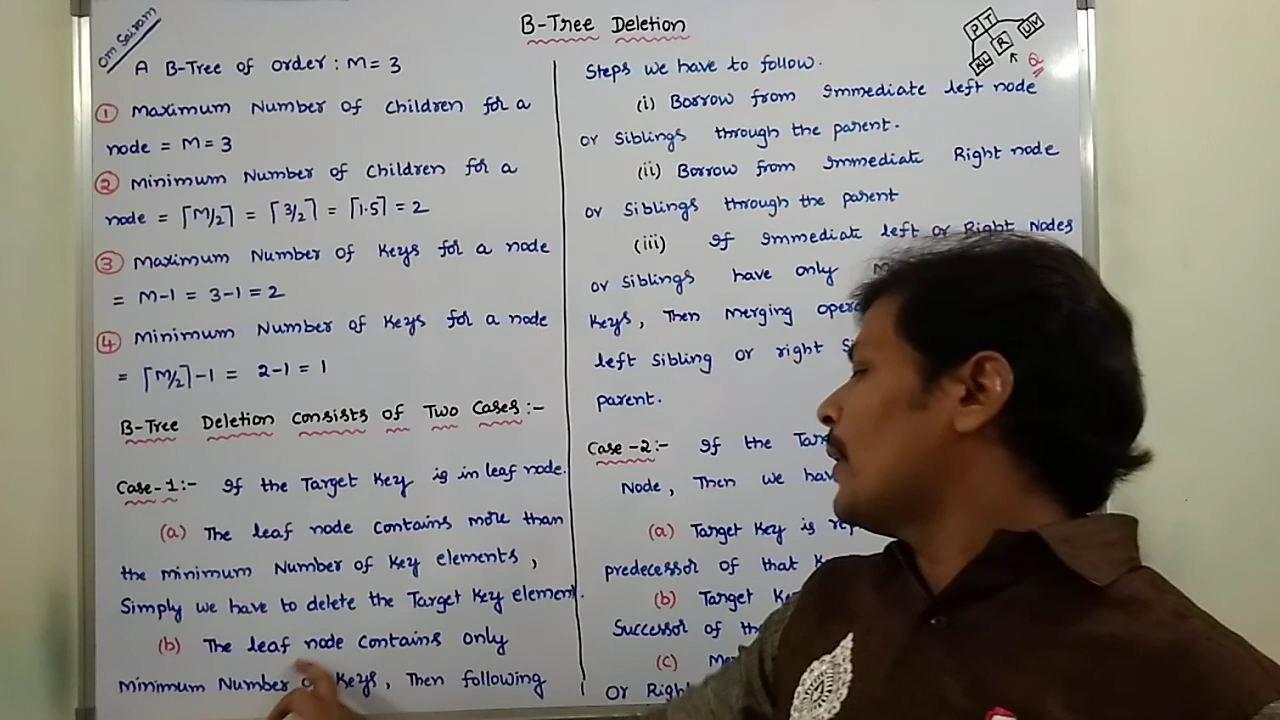 Om Sairam
B-Tree Deletion
A B-Tree of order : M = 3
① Maximum Number of children for a
node = M = 3
② Minimum Number of children for a
node = ⌈M/2⌉ = ⌈3/2⌉ = ⌈1.5⌉ = 2
③ Maximum Number of Keys for a node
= M-1 = 3-1 = 2
④ Minimum Number of Keys for a node
= ⌈M/2⌉-1 = 2-1 = 1
B-Tree Deletion consists of Two Cases:-
Case-1:- If the Target Key is in leaf node.
(a) The leaf node contains more than
the minimum Number of Key elements,
Simply we have to delete the Target Key element.
(b) The leaf node contains only
Minimum Number of Keys, Then following
P T
U V
R
Q
Steps we have to follow.
(i) Borrow from Immediate left node
or siblings through the parent.
(ii) Borrow from Immediate Right node
or siblings through the parent
(iii) If Immediate left or Right Nodes
or siblings have only
Keys, Then merging
left sibling or right
parent.
Case-2:- If the
Node, Then we
(a) Target Key is
predecessor of that
(b) Target
Successor of
(c)
Or